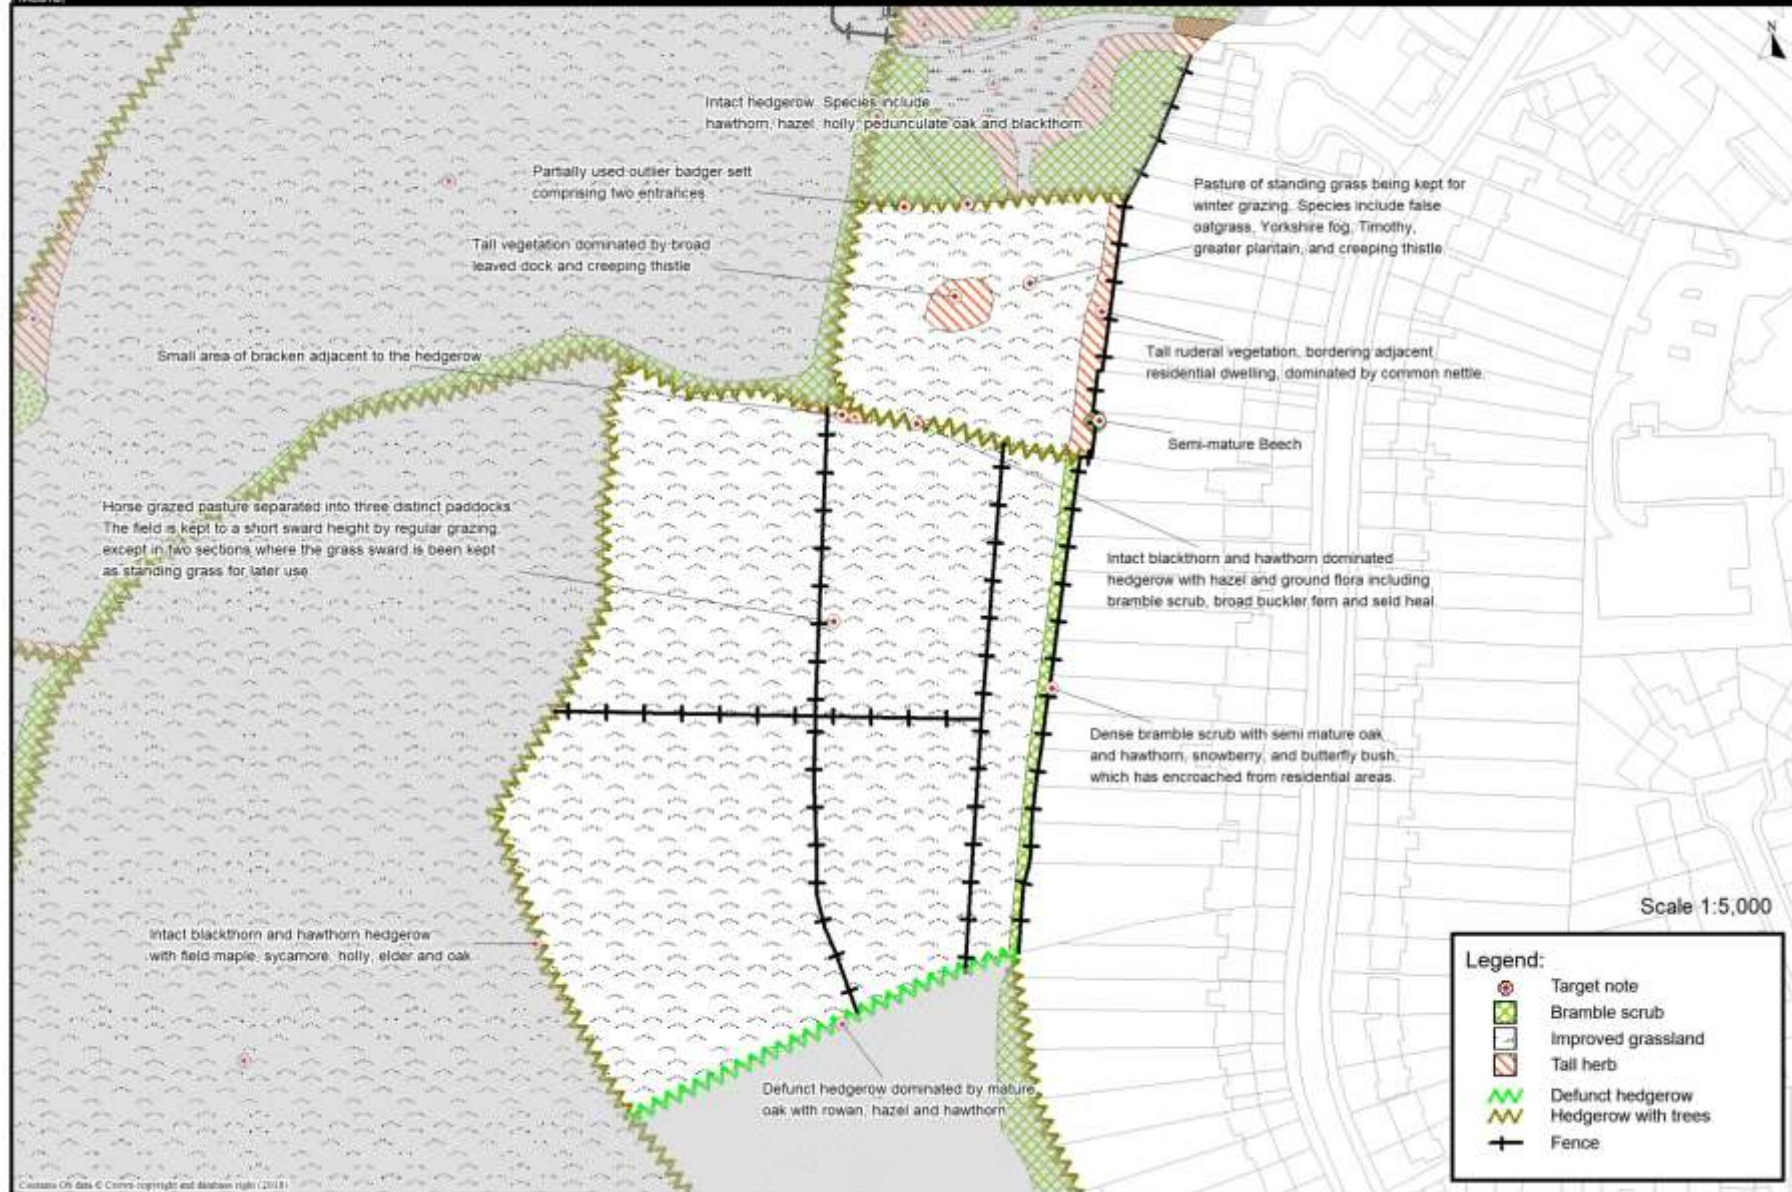 N
Intact hedgerow. Species include
hawthorn, hazel, holly, pedunculate oak and blackthorn
Partially used outlier badger sett
comprising two entrances
Pasture of standing grass being kept for
winter grazing. Species include false
oatgrass, Yorkshire fog, Timothy,
greater plantain, and creeping thistle
Tall vegetation dominated by broad
leaved dock and creeping thistle
Small area of bracken adjacent to the hedgerow
Tall ruderal vegetation, bordering adjacent
residential dwelling, dominated by common nettle.
Semi-mature Beech
Horse grazed pasture separated into three distinct paddocks
The field is kept to a short sward height by regular grazing
except in two sections where the grass sward is been kept
as standing grass for later use
Intact blackthorn and hawthorn dominated
hedgerow with hazel and ground flora including
bramble scrub, broad buckler fern and seld heal
Dense bramble scrub with semi mature oak
and hawthorn, snowberry, and butterfly bush,
which has encroached from residential areas.
Intact blackthorn and hawthorn hedgerow
with field maple, sycamore, holly, elder and oak
Defunct hedgerow dominated by mature
oak with rowan, hazel and hawthorn
Scale 1:5,000
Legend:
Target note
Bramble scrub
Improved grassland
Tall herb
Defunct hedgerow
Hedgerow with trees
Fence
Contains OS data © Crown copyright and database right (2018)